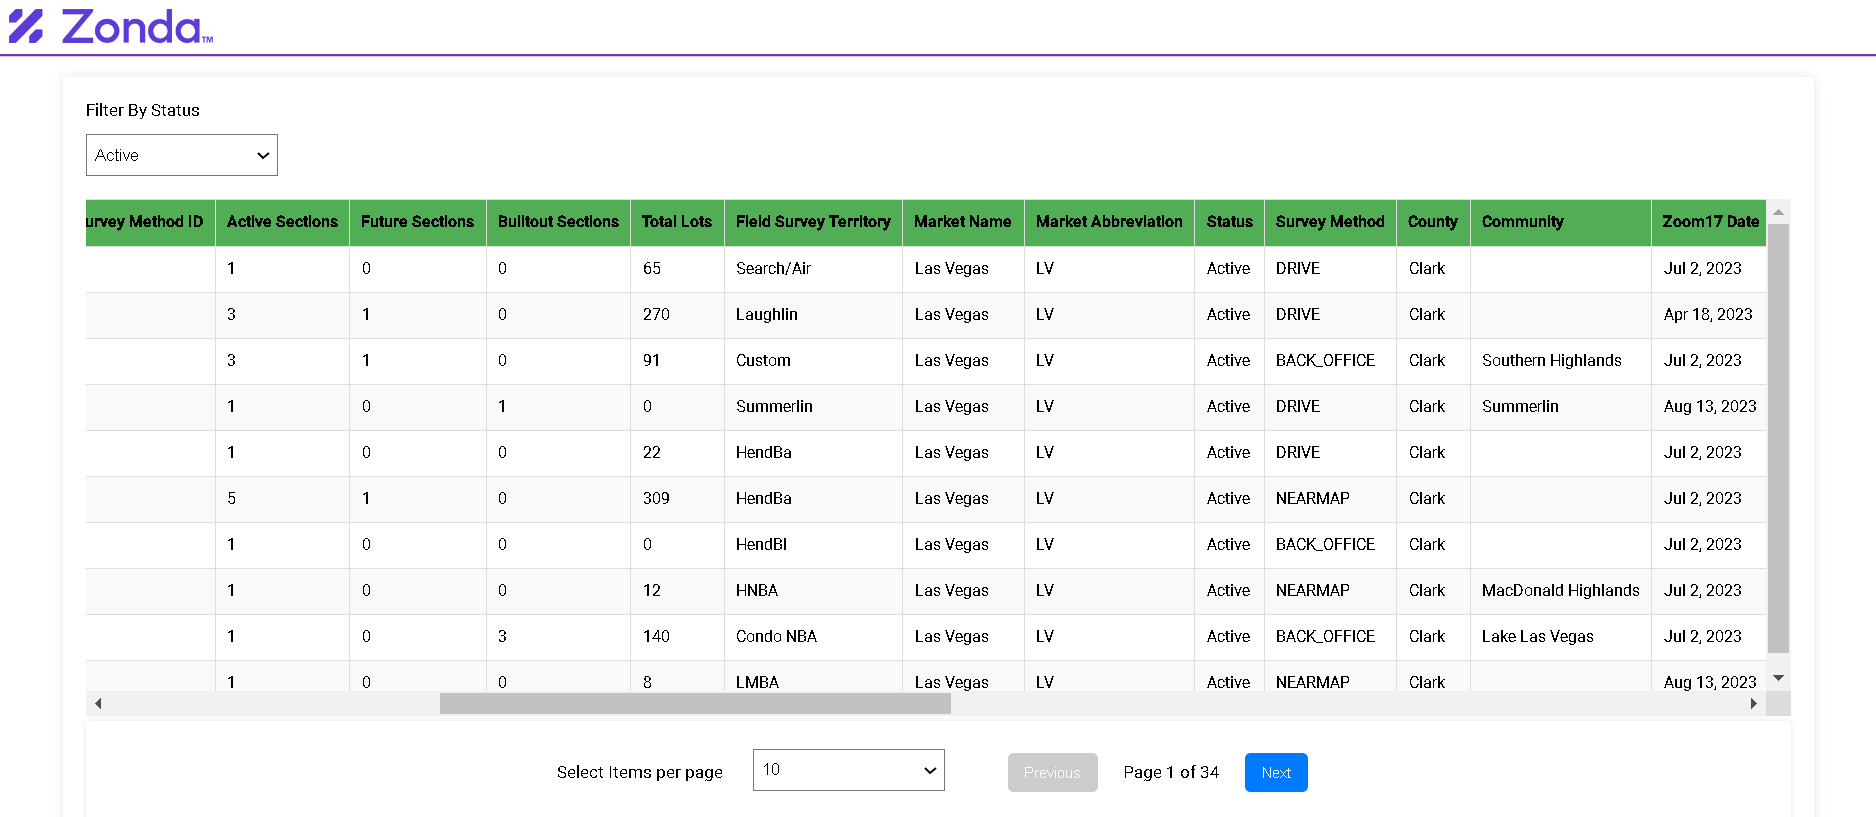 Zonda™
Filter By Status
Active
urvey Method ID Active Sections Future Sections Builtout Sections Total Lots Field Survey Territory Market Name Market Abbreviation Status Survey Method County Community Zoom17 Date
1 0 0 65 Search/Air Las Vegas LV Active DRIVE Clark Jul 2, 2023
3 1 0 270 Laughlin Las Vegas LV Active DRIVE Clark Apr 18, 2023
3 1 0 91 Custom Las Vegas LV Active BACK_OFFICE Clark Southern Highlands Jul 2, 2023
1 0 1 0 Summerlin Las Vegas LV Active DRIVE Clark Summerlin Aug 13, 2023
1 0 0 22 HendBa Las Vegas LV Active DRIVE Clark Jul 2, 2023
5 1 0 309 HendBa Las Vegas LV Active NEARMAP Clark Jul 2, 2023
1 0 0 0 HendBl Las Vegas LV Active BACK_OFFICE Clark Jul 2, 2023
1 0 0 12 HNBA Las Vegas LV Active NEARMAP Clark MacDonald Highlands Jul 2, 2023
1 0 3 140 Condo NBA Las Vegas LV Active BACK_OFFICE Clark Lake Las Vegas Jul 2, 2023
1 0 0 8 LMBA Las Vegas LV Active NEARMAP Clark Aug 13, 2023
Select Items per page 10 Previous Page 1 of 34 Next